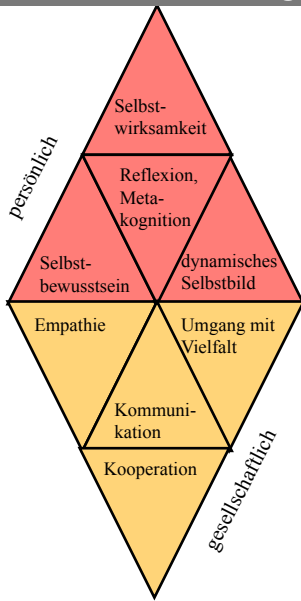 Selbst-
wirksamkeit
persönlich
Reflexion,
Meta-
kognition
Selbst-
bewusstsein
dynamisches
Selbstbild
Empathie
Umgang mit
Vielfalt
Kommuni-
kation
Kooperation
gesellschaftlich